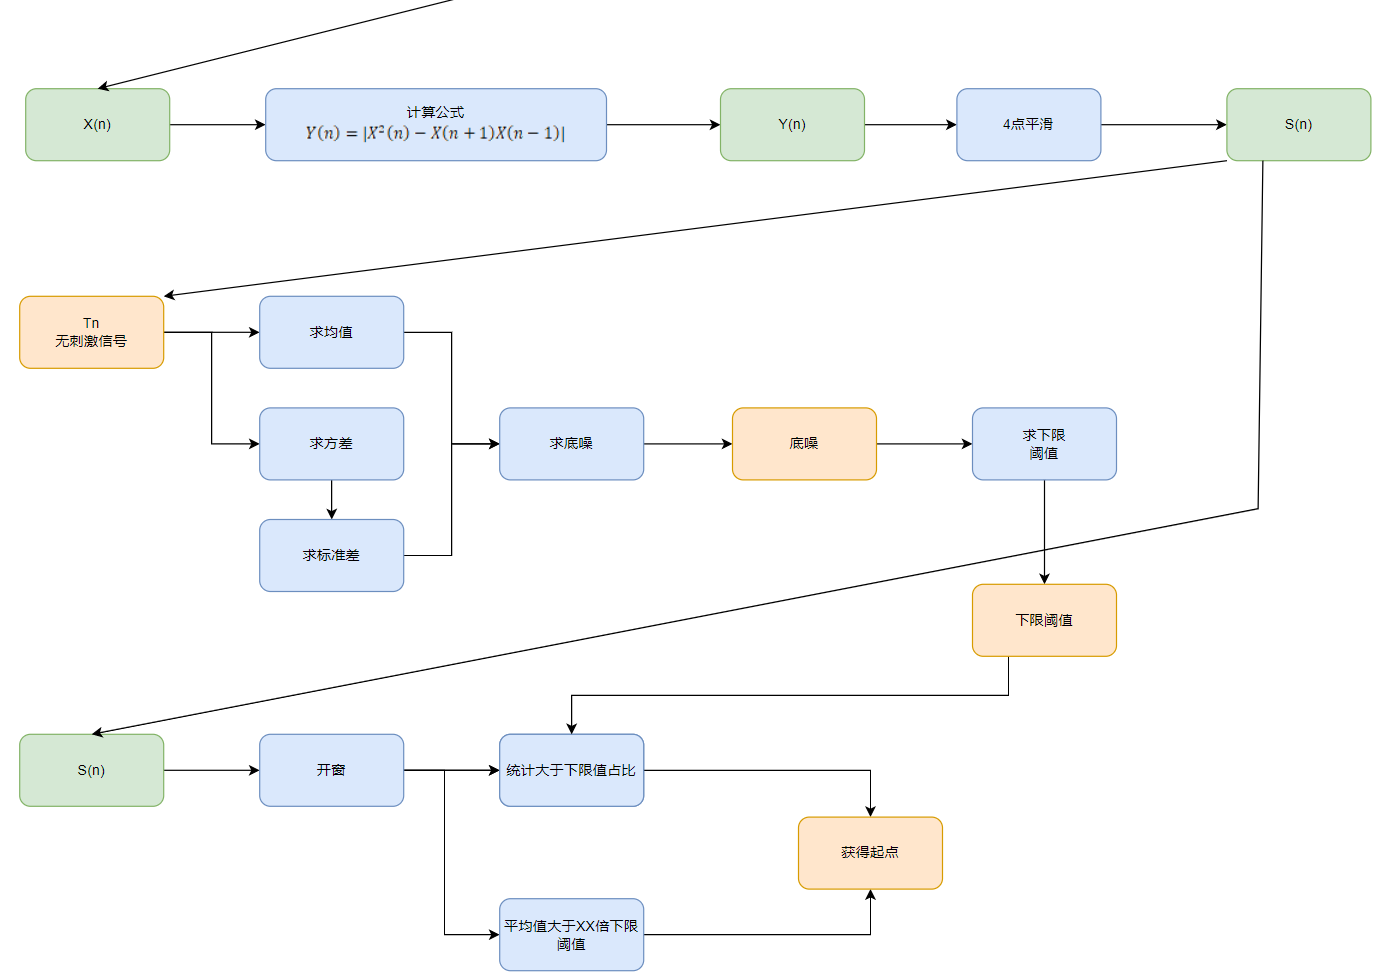 X(n)
计算公式
Y(n) = |X²(n) − X(n + 1)X(n − 1)|
Y(n)
4点平滑
S(n)
Tn
无刺激信号
求均值
求方差
求底噪
底噪
求下限
阈值
求标准差
下限阈值
S(n)
开窗
统计大于下限值占比
获得起点
平均值大于XX倍下限
阈值